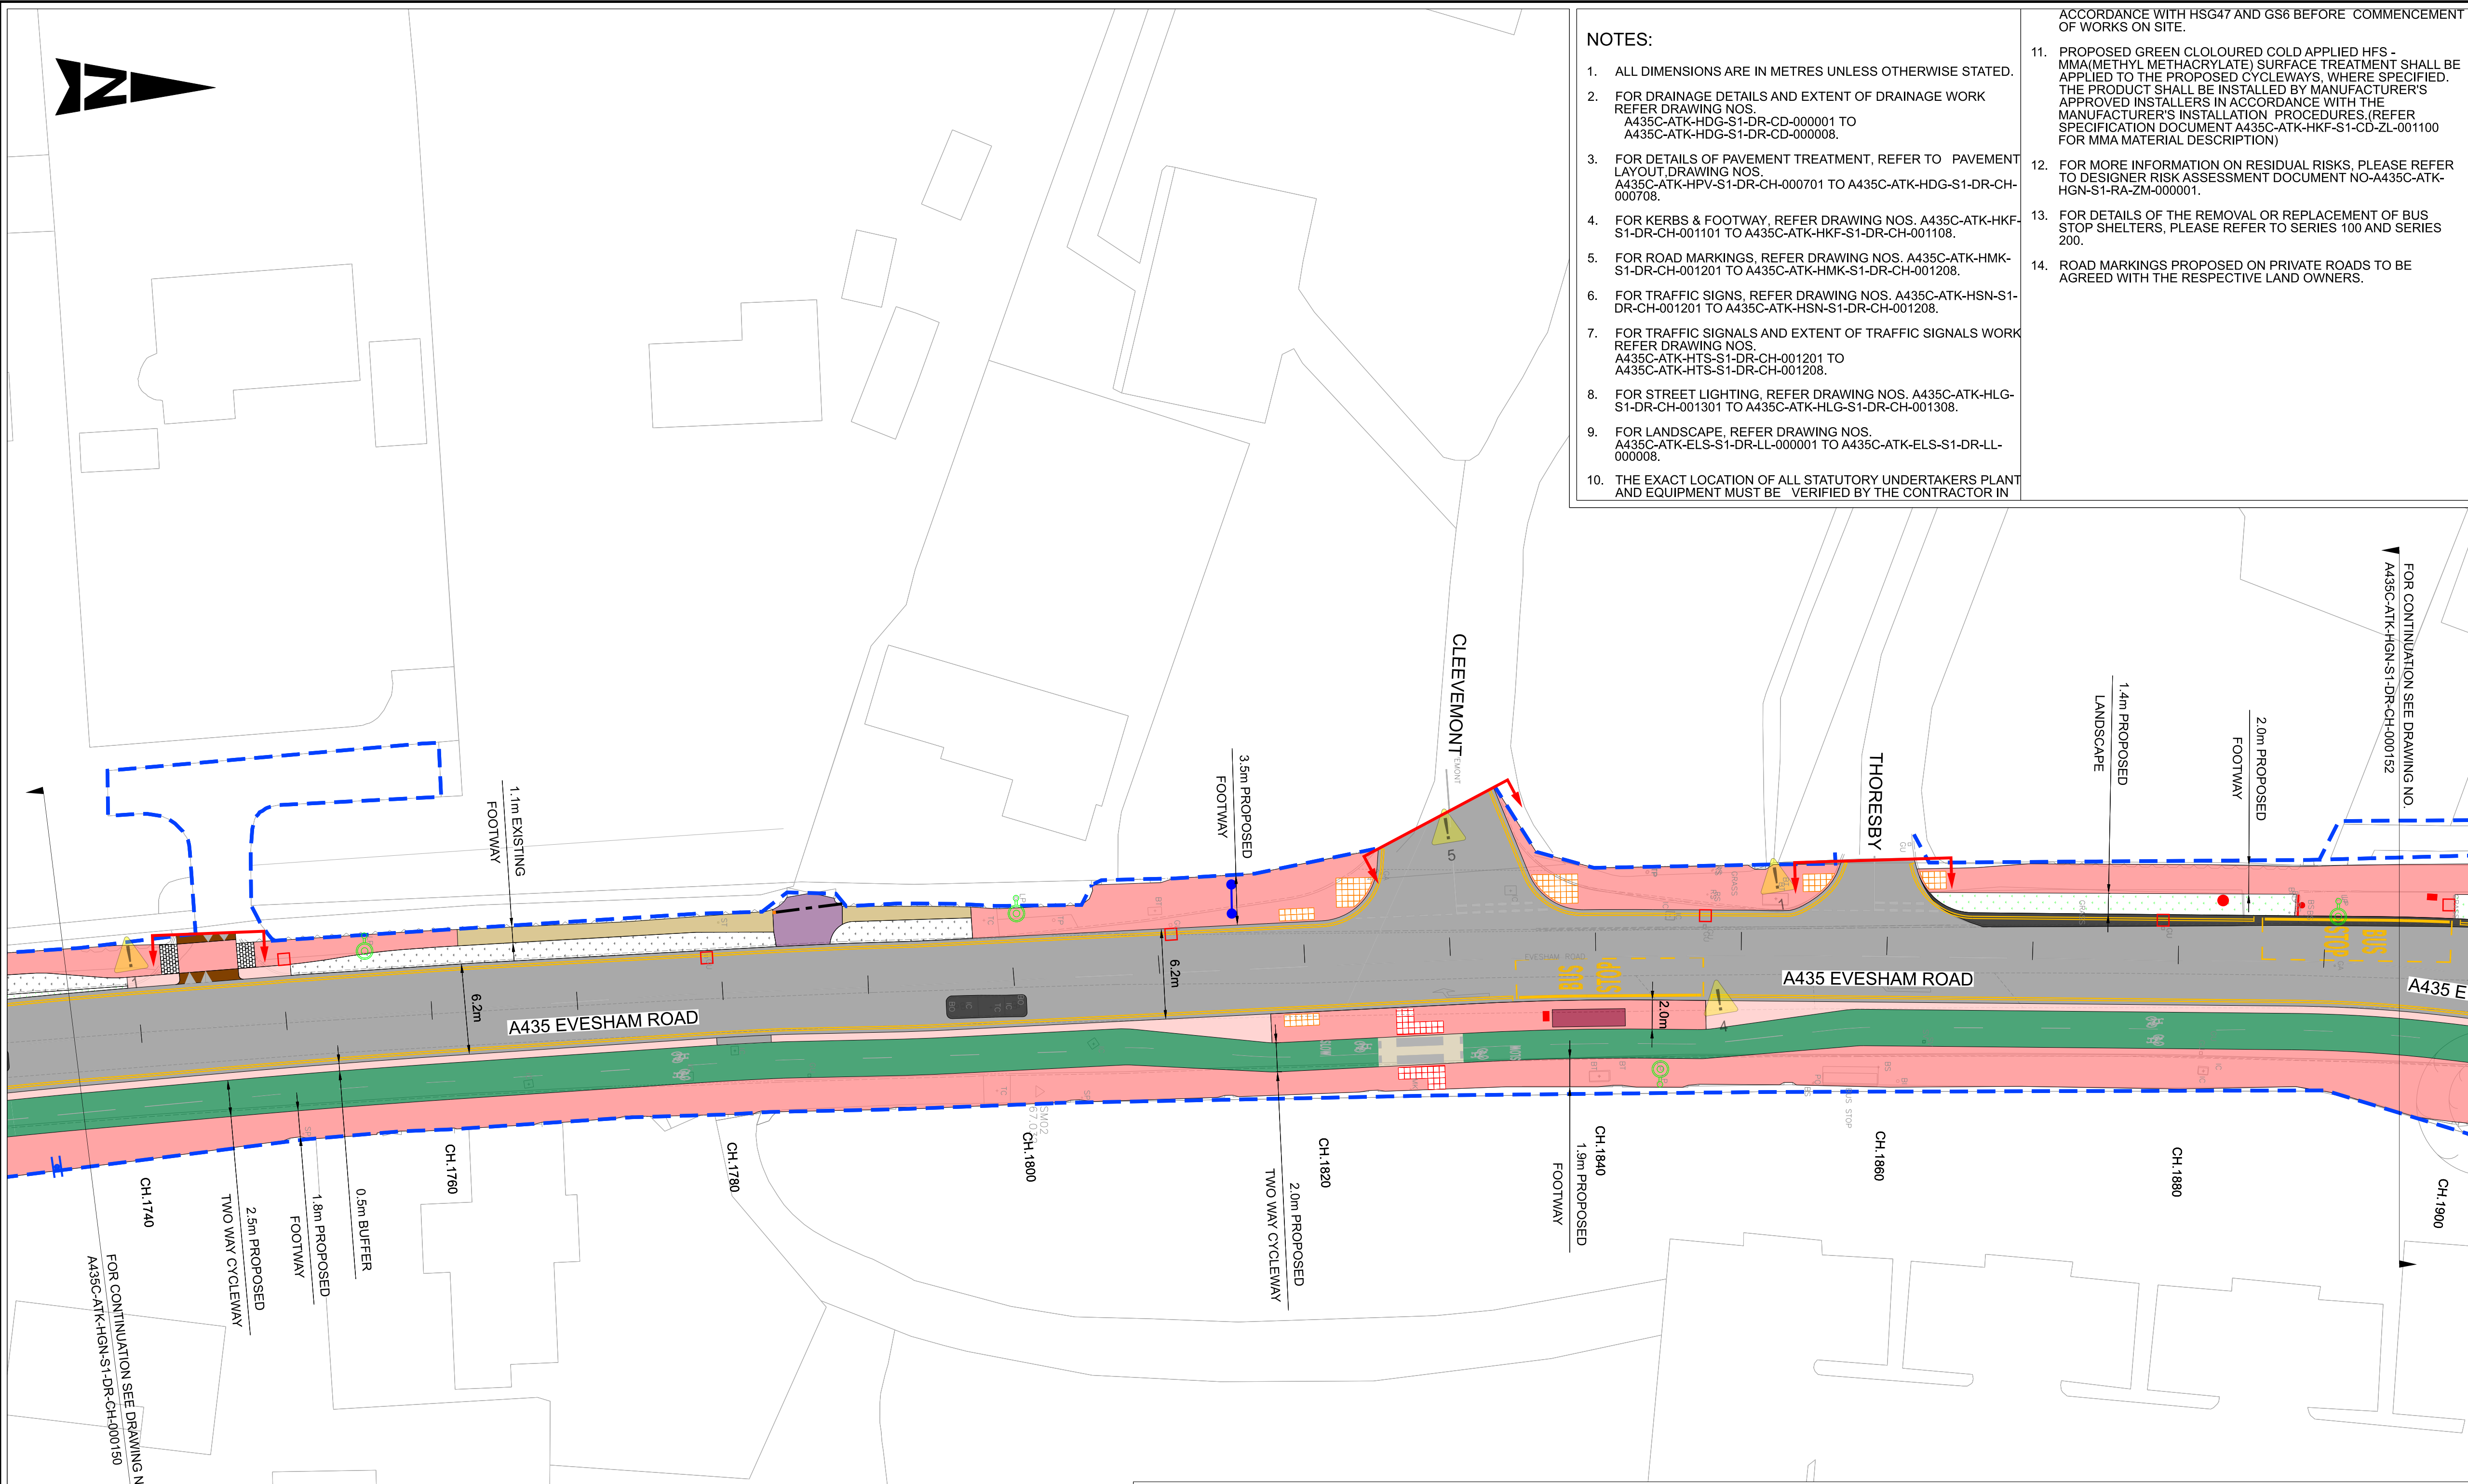 N
NOTES:
1. ALL DIMENSIONS ARE IN METRES UNLESS OTHERWISE STATED.
2. FOR DRAINAGE DETAILS AND EXTENT OF DRAINAGE WORK
REFER DRAWING NOS.
A435C-ATK-HDG-S1-DR-CD-000001 TO
A435C-ATK-HDG-S1-DR-CD-000008.
3. FOR DETAILS OF PAVEMENT TREATMENT, REFER TO PAVEMENT
LAYOUT,DRAWING NOS.
A435C-ATK-HPV-S1-DR-CH-000701 TO A435C-ATK-HDG-S1-DR-CH-
000708.
4. FOR KERBS & FOOTWAY, REFER DRAWING NOS. A435C-ATK-HKF-
S1-DR-CH-001101 TO A435C-ATK-HKF-S1-DR-CH-001108.
5. FOR ROAD MARKINGS, REFER DRAWING NOS. A435C-ATK-HMK-
S1-DR-CH-001201 TO A435C-ATK-HMK-S1-DR-CH-001208.
6. FOR TRAFFIC SIGNS, REFER DRAWING NOS. A435C-ATK-HSN-S1-
DR-CH-001201 TO A435C-ATK-HSN-S1-DR-CH-001208.
7. FOR TRAFFIC SIGNALS AND EXTENT OF TRAFFIC SIGNALS WORK
REFER DRAWING NOS.
A435C-ATK-HTS-S1-DR-CH-001201 TO
A435C-ATK-HTS-S1-DR-CH-001208.
8. FOR STREET LIGHTING, REFER DRAWING NOS. A435C-ATK-HLG-
S1-DR-CH-001301 TO A435C-ATK-HLG-S1-DR-CH-001308.
9. FOR LANDSCAPE, REFER DRAWING NOS.
A435C-ATK-ELS-S1-DR-LL-000001 TO A435C-ATK-ELS-S1-DR-LL-
000008.
10. THE EXACT LOCATION OF ALL STATUTORY UNDERTAKERS PLANT
AND EQUIPMENT MUST BE VERIFIED BY THE CONTRACTOR IN
ACCORDANCE WITH HSG47 AND GS6 BEFORE COMMENCEMENT
OF WORKS ON SITE.
11. PROPOSED GREEN CLOLOURED COLD APPLIED HFS -
MMA(METHYL METHACRYLATE) SURFACE TREATMENT SHALL BE
APPLIED TO THE PROPOSED CYCLEWAYS, WHERE SPECIFIED.
THE PRODUCT SHALL BE INSTALLED BY MANUFACTURER'S
APPROVED INSTALLERS IN ACCORDANCE WITH THE
MANUFACTURER'S INSTALLATION PROCEDURES.(REFER
SPECIFICATION DOCUMENT A435C-ATK-HKF-S1-CD-ZL-001100
FOR MMA MATERIAL DESCRIPTION)
12. FOR MORE INFORMATION ON RESIDUAL RISKS, PLEASE REFER
TO DESIGNER RISK ASSESSMENT DOCUMENT NO-A435C-ATK-
HGN-S1-RA-ZM-000001.
13. FOR DETAILS OF THE REMOVAL OR REPLACEMENT OF BUS
STOP SHELTERS, PLEASE REFER TO SERIES 100 AND SERIES
200.
14. ROAD MARKINGS PROPOSED ON PRIVATE ROADS TO BE
AGREED WITH THE RESPECTIVE LAND OWNERS.
FOR CONTINUATION SEE DRAWING NO.
A435C-ATK-HGN-S1-DR-CH-000152
CLEEVEMONT
THORESBY
1.4m PROPOSED
LANDSCAPE
2.0m PROPOSED
FOOTWAY
3.5m PROPOSED
FOOTWAY
1.1m EXISTING
FOOTWAY
5
1
1
4
6.2m
6.2m
2.0m
A435 EVESHAM ROAD
A435 EVESHAM ROAD
A435 E
EVESHAM ROAD
BUS
STOP
BUS
STOP
GRASS
GRASS
SLOW
SLOW
BUS STOP
CH.1740
CH.1760
CH.1780
CH.1800
CH.1820
CH.1840
CH.1860
CH.1880
CH.1900
0.5m BUFFER
1.8m PROPOSED
FOOTWAY
2.5m PROPOSED
TWO WAY CYCLEWAY
2.0m PROPOSED
TWO WAY CYCLEWAY
1.9m PROPOSED
FOOTWAY
FOR CONTINUATION SEE DRAWING N
A435C-ATK-HGN-S1-DR-CH-000150